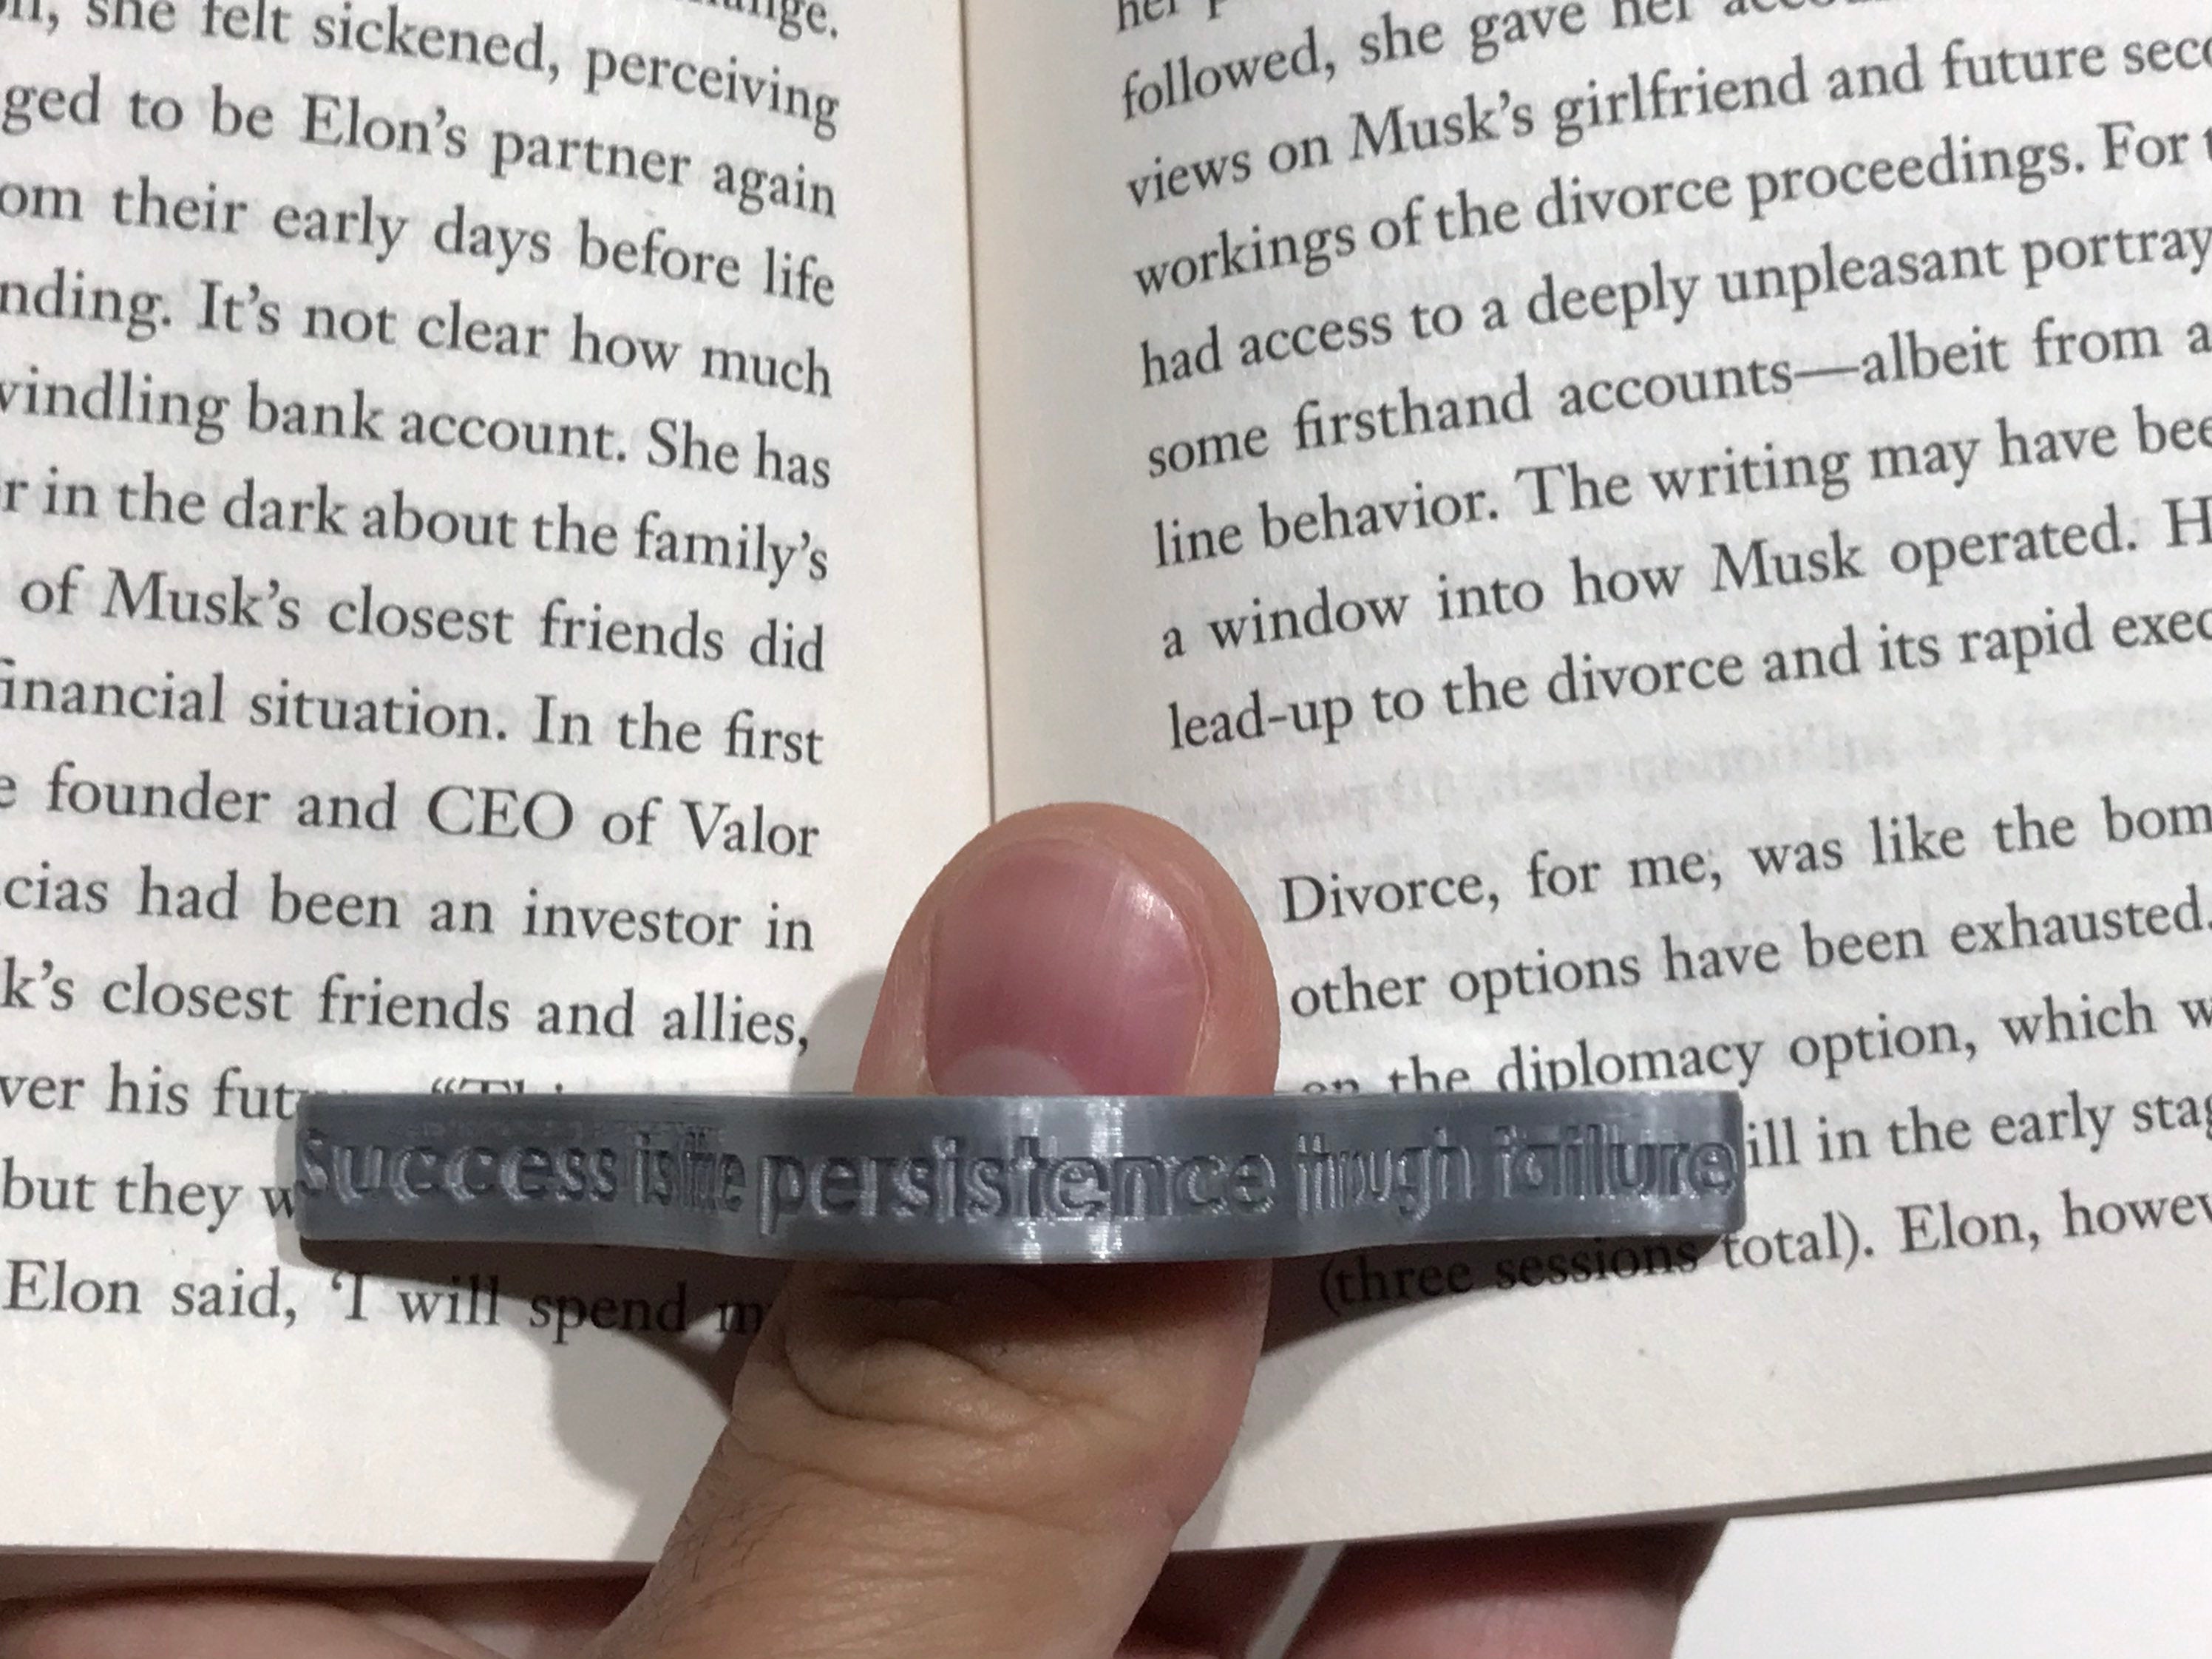 she felt sickened, perceiving
ged to be Elon's partner again
om their early days before life
nding. It's not clear how much
vindling bank account. She has
r in the dark about the family's
of Musk's closest friends did
inancial situation. In the first
e founder and CEO of Valor
cias had been an investor in
k's closest friends and allies,
ver his fut
but they w
Elon said, 'I will spend m
followed, she gave her
views on Musk's girlfriend and future seco
workings of the divorce proceedings. For
had access to a deeply unpleasant portray
some firsthand accounts—albeit from a
line behavior. The writing may have bee
a window into how Musk operated. H
lead-up to the divorce and its rapid exec
Divorce, for me, was like the bom
other options have been exhausted.
on the diplomacy option, which w
ill in the early stag
(three sessions total). Elon, howev
Success is the persistence though failure